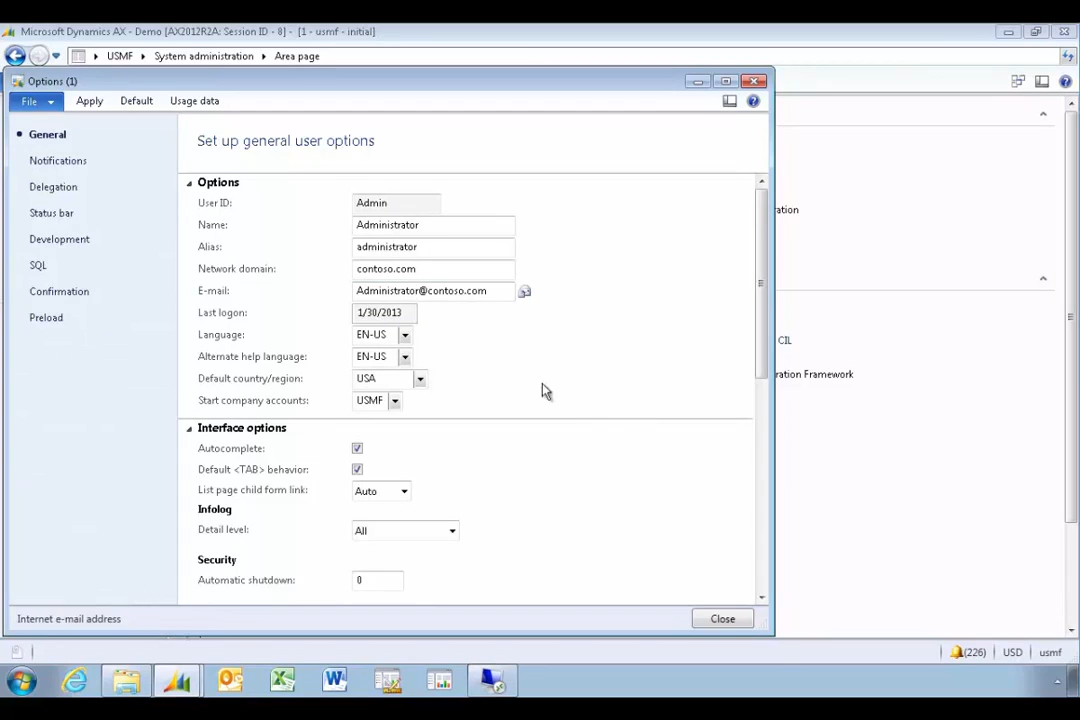 Microsoft Dynamics AX - Demo [AX2012R2A: Session ID - 8] - [1 - usmf - initial]
USMF System administration Area page
Options (1)
File Apply Default Usage data
General
Notifications
Delegation
Status bar
Development
SQL
Confirmation
Preload
Set up general user options
Options
User ID: Admin
Name: Administrator
Alias: administrator
Network domain: contoso.com
E-mail: Administrator@contoso.com
Last logon: 1/30/2013
Language: EN-US
Alternate help language: EN-US
Default country/region: USA
Start company accounts: USMF
Interface options
Autocomplete:
Default <TAB> behavior:
List page child form link: Auto
Infolog
Detail level: All
Security
Automatic shutdown: 0
Internet e-mail address
Close
ration
CIL
ration Framework
(226) USD usmf